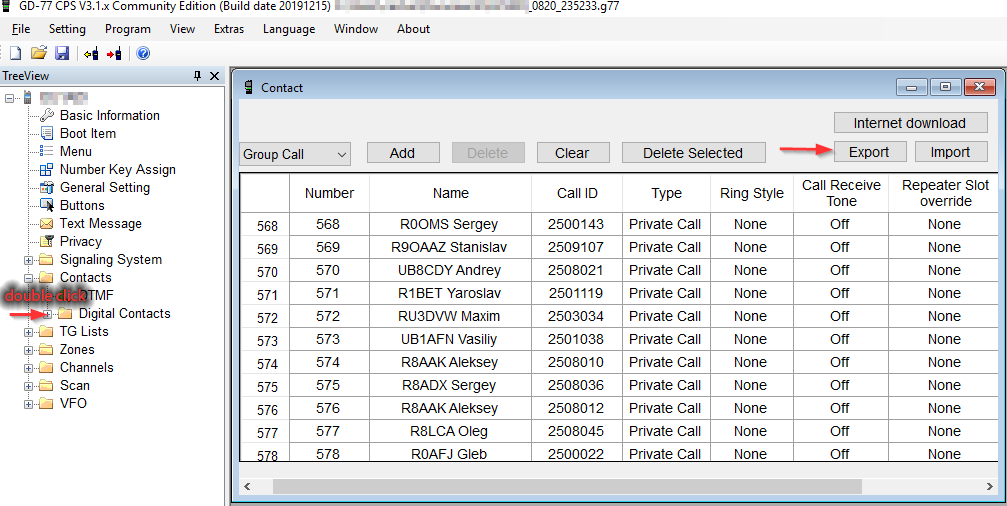 GD-77 CPS V3.1.x Community Edition (Build date 20191215) _0820_235233.g77
File Setting Program View Extras Language Window About
TreeView
Basic Information
Boot Item
Menu
Number Key Assign
General Setting
Buttons
Text Message
Privacy
Signaling System
Contacts
double click TMF
Digital Contacts
TG Lists
Zones
Channels
Scan
VFO
Contact
Internet download
Group Call Add Delete Clear Delete Selected Export Import
Number Name Call ID Type Ring Style Call Receive Tone Repeater Slot override
568 568 R0OMS Sergey 2500143 Private Call None Off None
569 569 R9OAAZ Stanislav 2509107 Private Call None Off None
570 570 UB8CDY Andrey 2508021 Private Call None Off None
571 571 R1BET Yaroslav 2501119 Private Call None Off None
572 572 RU3DVW Maxim 2503034 Private Call None Off None
573 573 UB1AFN Vasiliy 2501038 Private Call None Off None
574 574 R8AAK Aleksey 2508010 Private Call None Off None
575 575 R8ADX Sergey 2508036 Private Call None Off None
576 576 R8AAK Aleksey 2508012 Private Call None Off None
577 577 R8LCA Oleg 2508045 Private Call None Off None
578 578 R0AFJ Gleb 2500022 Private Call None Off None